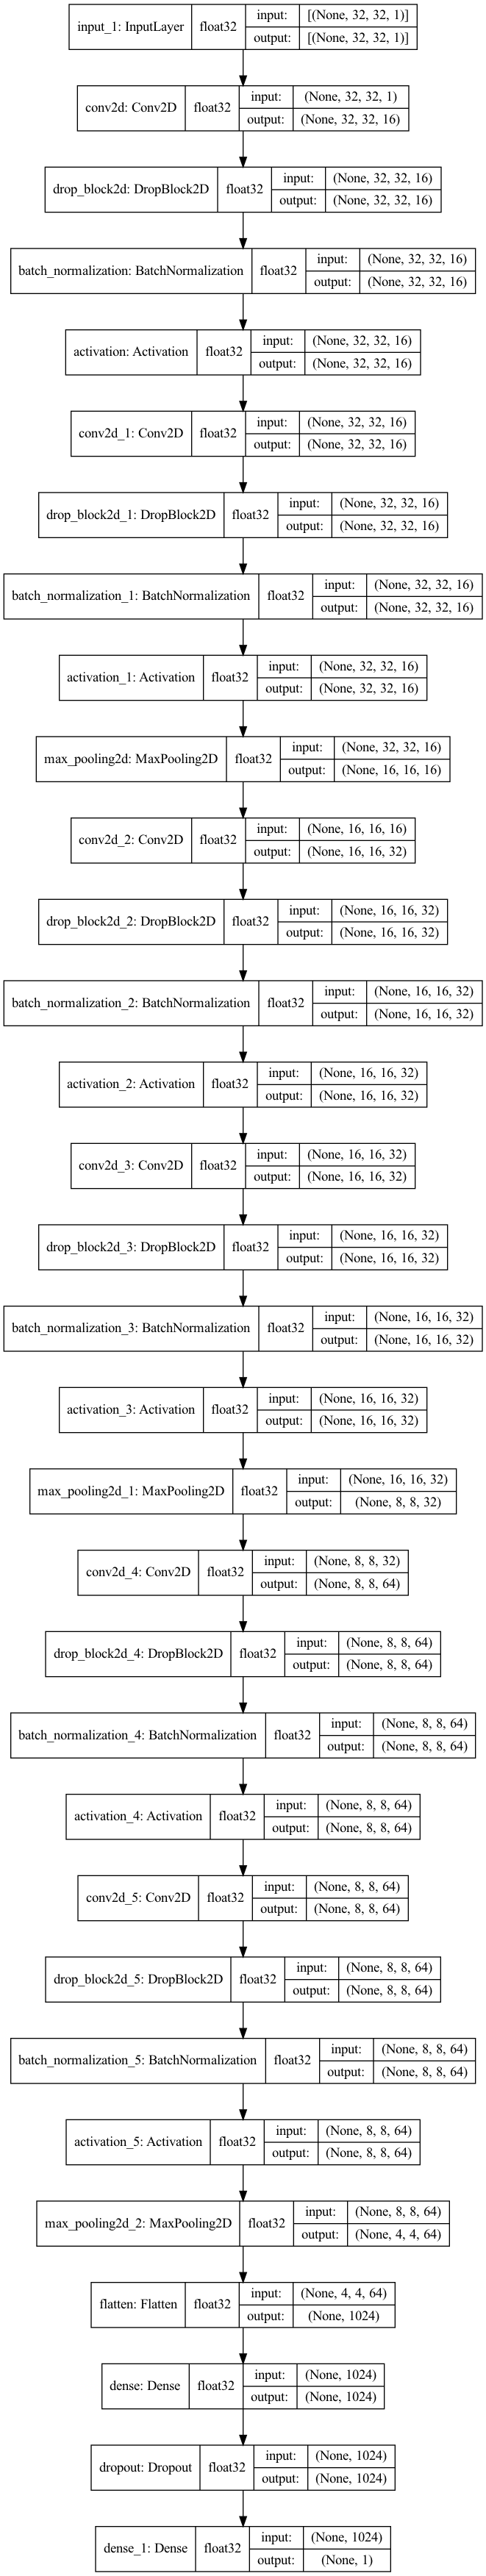 input_1: InputLayer float32 input: [(None, 32, 32, 1)]
output: [(None, 32, 32, 1)]
conv2d: Conv2D float32 input: (None, 32, 32, 1)
output: (None, 32, 32, 16)
drop_block2d: DropBlock2D float32 input: (None, 32, 32, 16)
output: (None, 32, 32, 16)
batch_normalization: BatchNormalization float32 input: (None, 32, 32, 16)
output: (None, 32, 32, 16)
activation: Activation float32 input: (None, 32, 32, 16)
output: (None, 32, 32, 16)
conv2d_1: Conv2D float32 input: (None, 32, 32, 16)
output: (None, 32, 32, 16)
drop_block2d_1: DropBlock2D float32 input: (None, 32, 32, 16)
output: (None, 32, 32, 16)
batch_normalization_1: BatchNormalization float32 input: (None, 32, 32, 16)
output: (None, 32, 32, 16)
activation_1: Activation float32 input: (None, 32, 32, 16)
output: (None, 32, 32, 16)
max_pooling2d: MaxPooling2D float32 input: (None, 32, 32, 16)
output: (None, 16, 16, 16)
conv2d_2: Conv2D float32 input: (None, 16, 16, 16)
output: (None, 16, 16, 32)
drop_block2d_2: DropBlock2D float32 input: (None, 16, 16, 32)
output: (None, 16, 16, 32)
batch_normalization_2: BatchNormalization float32 input: (None, 16, 16, 32)
output: (None, 16, 16, 32)
activation_2: Activation float32 input: (None, 16, 16, 32)
output: (None, 16, 16, 32)
conv2d_3: Conv2D float32 input: (None, 16, 16, 32)
output: (None, 16, 16, 32)
drop_block2d_3: DropBlock2D float32 input: (None, 16, 16, 32)
output: (None, 16, 16, 32)
batch_normalization_3: BatchNormalization float32 input: (None, 16, 16, 32)
output: (None, 16, 16, 32)
activation_3: Activation float32 input: (None, 16, 16, 32)
output: (None, 16, 16, 32)
max_pooling2d_1: MaxPooling2D float32 input: (None, 16, 16, 32)
output: (None, 8, 8, 32)
conv2d_4: Conv2D float32 input: (None, 8, 8, 32)
output: (None, 8, 8, 64)
drop_block2d_4: DropBlock2D float32 input: (None, 8, 8, 64)
output: (None, 8, 8, 64)
batch_normalization_4: BatchNormalization float32 input: (None, 8, 8, 64)
output: (None, 8, 8, 64)
activation_4: Activation float32 input: (None, 8, 8, 64)
output: (None, 8, 8, 64)
conv2d_5: Conv2D float32 input: (None, 8, 8, 64)
output: (None, 8, 8, 64)
drop_block2d_5: DropBlock2D float32 input: (None, 8, 8, 64)
output: (None, 8, 8, 64)
batch_normalization_5: BatchNormalization float32 input: (None, 8, 8, 64)
output: (None, 8, 8, 64)
activation_5: Activation float32 input: (None, 8, 8, 64)
output: (None, 8, 8, 64)
max_pooling2d_2: MaxPooling2D float32 input: (None, 8, 8, 64)
output: (None, 4, 4, 64)
flatten: Flatten float32 input: (None, 4, 4, 64)
output: (None, 1024)
dense: Dense float32 input: (None, 1024)
output: (None, 1024)
dropout: Dropout float32 input: (None, 1024)
output: (None, 1024)
dense_1: Dense float32 input: (None, 1024)
output: (None, 1)